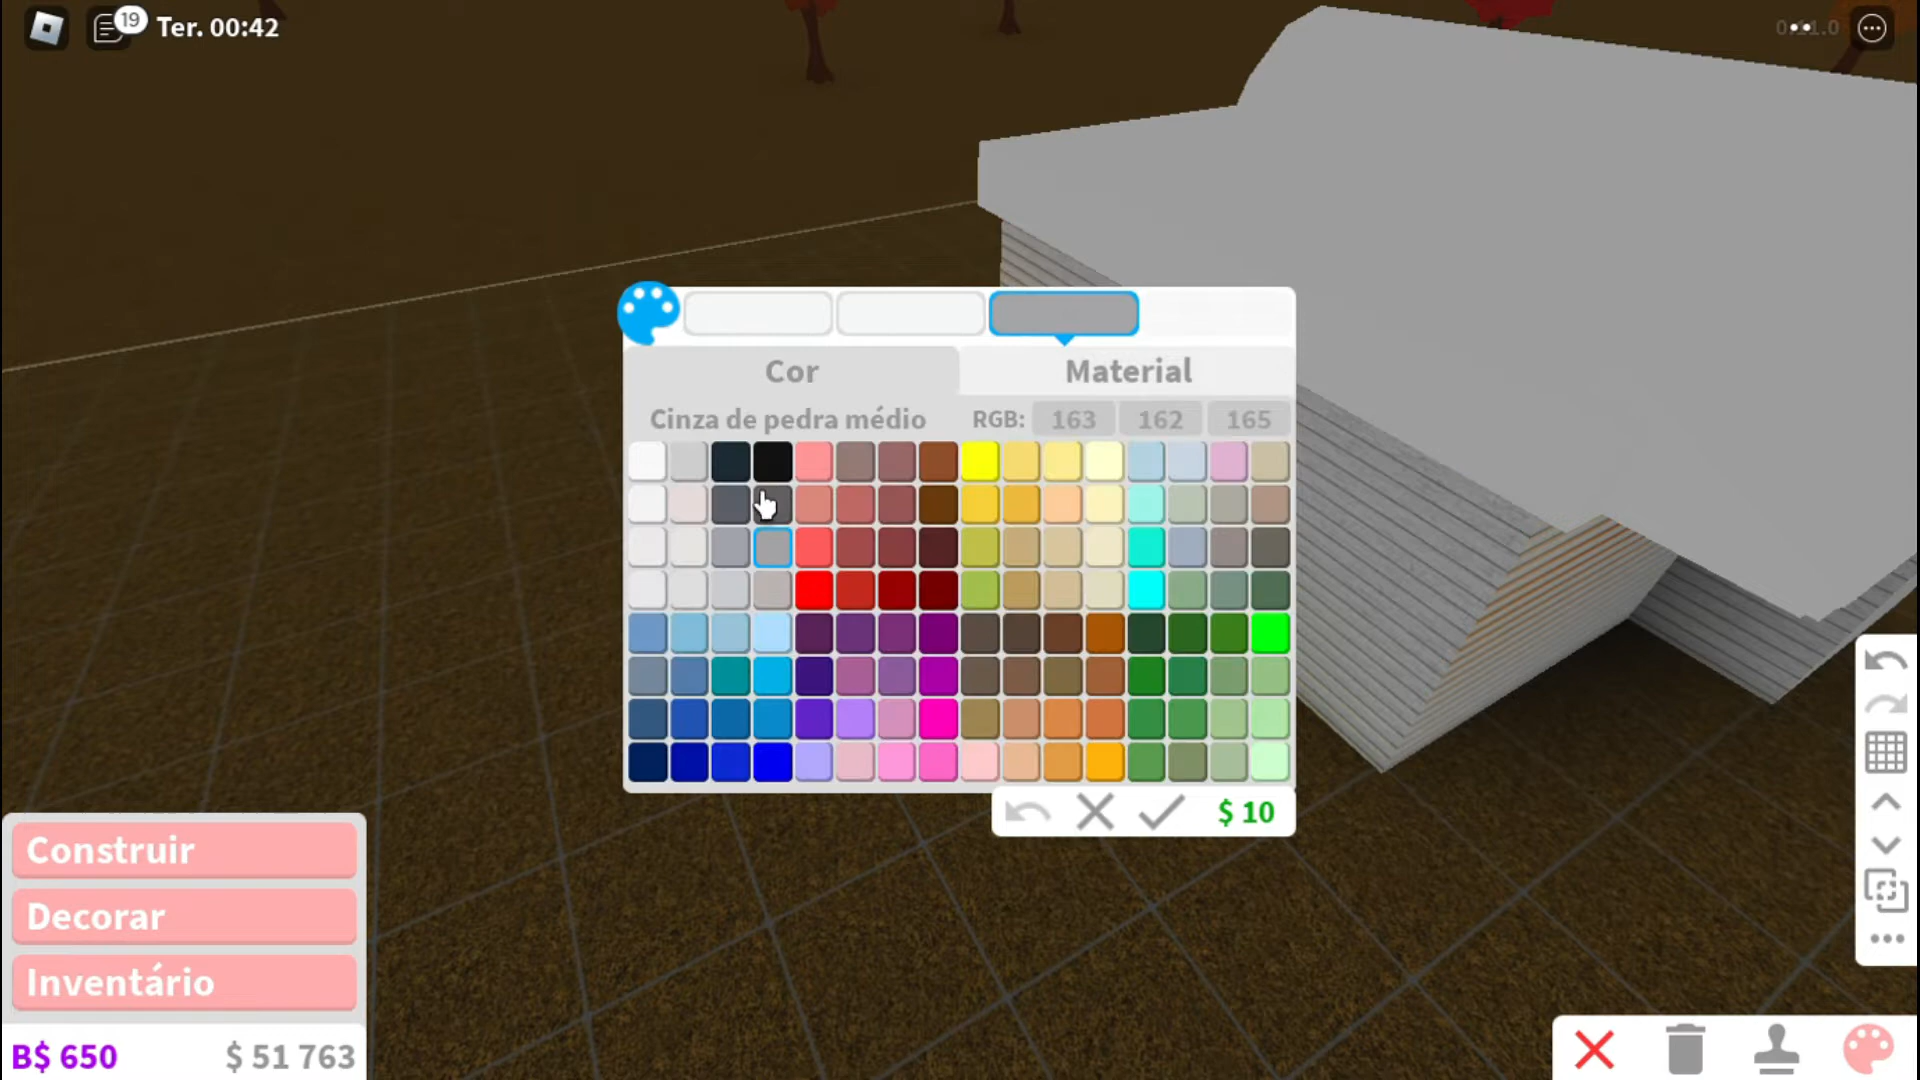 19
Ter. 00:42
Cor
Material
Cinza de pedra médio
RGB: 163 162 165
$ 10
Construir
Decorar
Inventário
B$ 650
$ 51 763